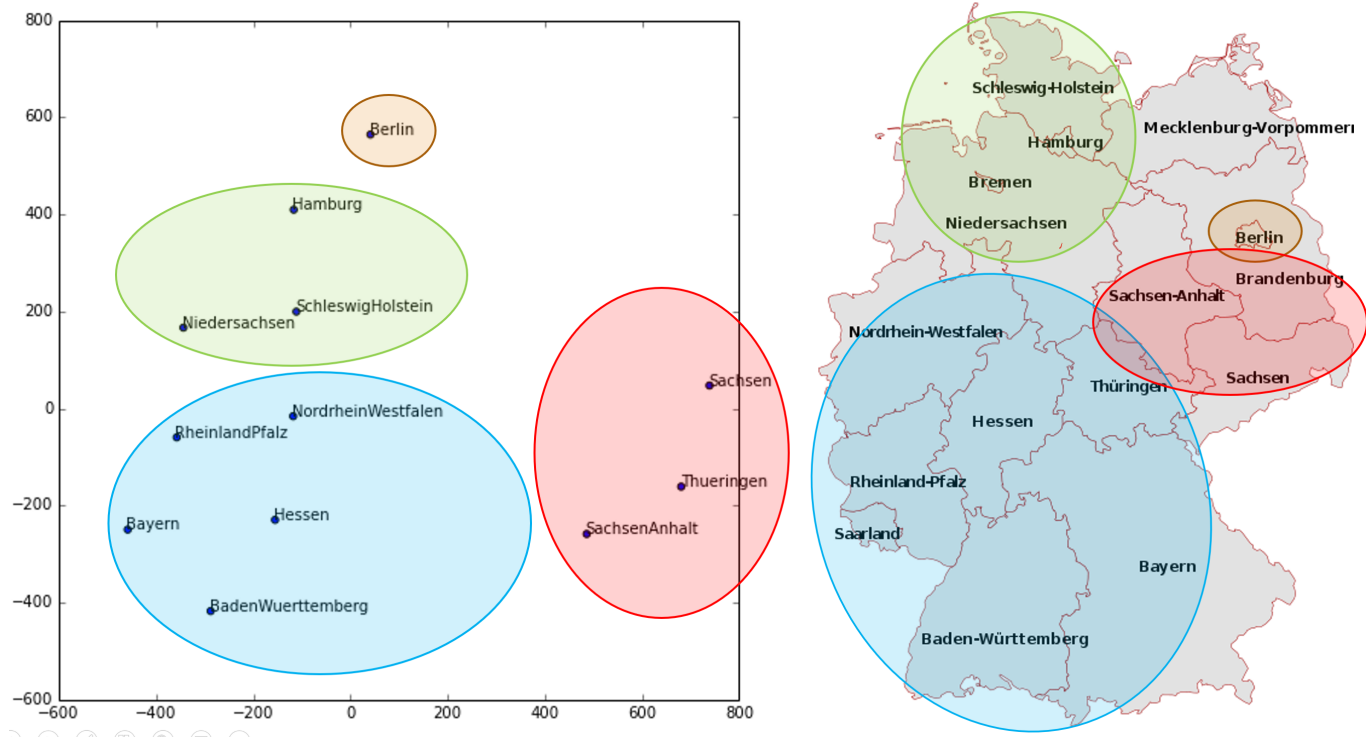 800
600
400
200
0
−200
−400
−600
−600
−400
−200
0
200
400
600
800
Berlin
Hamburg
SchleswigHolstein
Niedersachsen
NordrheinWestfalen
RheinlandPfalz
Hessen
Bayern
BadenWuerttemberg
Sachsen
Thueringen
SachsenAnhalt
Schleswig-Holstein
Mecklenburg-Vorpommern
Hamburg
Bremen
Niedersachsen
Berlin
Brandenburg
Sachsen-Anhalt
Nordrhein-Westfalen
Sachsen
Thüringen
Hessen
Rheinland-Pfalz
Saarland
Bayern
Baden-Württemberg